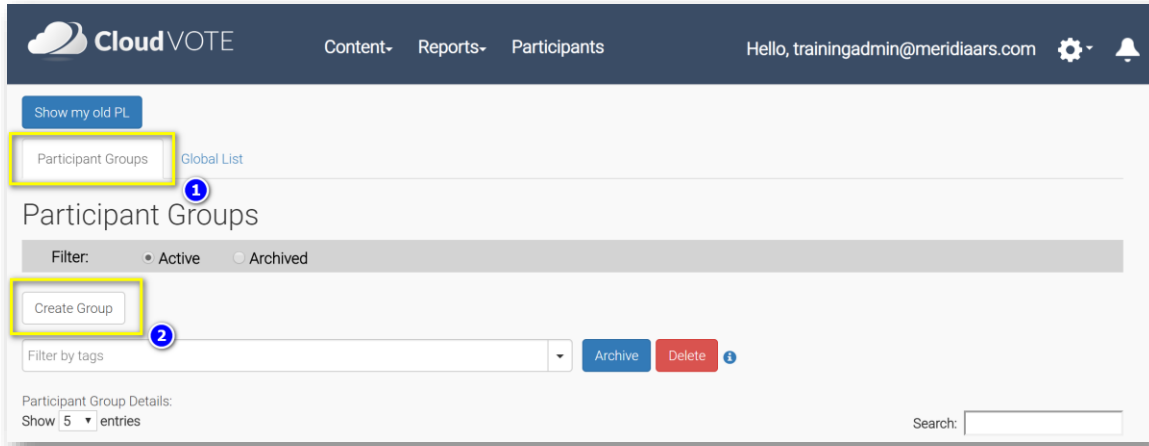 CloudVOTE Content Reports Participants Hello, trainingadmin@meridiaars.com
Show my old PL
Participant Groups Global List
1
Participant Groups
Filter: Active Archived
Create Group
2
Filter by tags Archive Delete
Participant Group Details:
Show 5 entries Search: